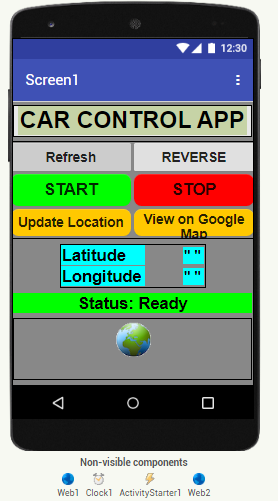 12:30
Screen1
CAR CONTROL APP
Refresh REVERSE
START STOP
Update Location View on Google
Map
Latitude " "
Longitude " "
Status: Ready
Non-visible components
Web1 Clock1 ActivityStarter1 Web2